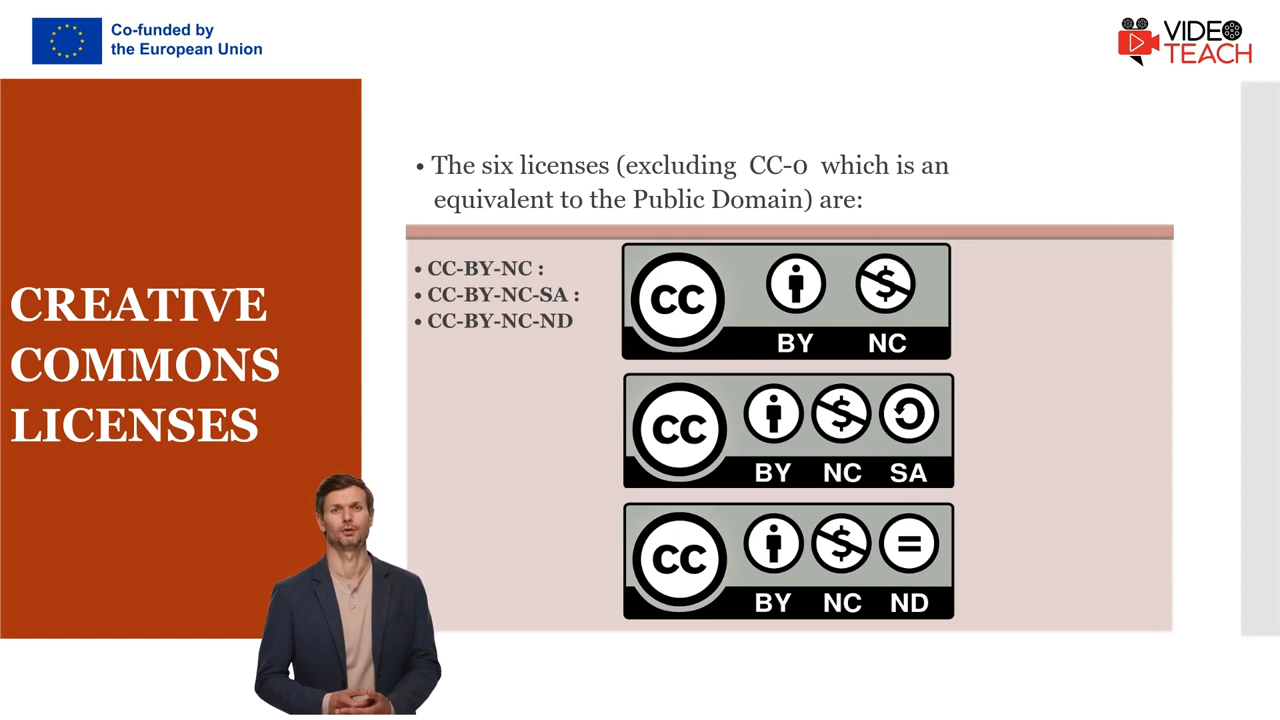 Co-funded by
the European Union
VIDEO
TEACH
• The six licenses (excluding CC-0 which is an
equivalent to the Public Domain) are:
CREATIVE
COMMONS
LICENSES
• CC-BY-NC :
• CC-BY-NC-SA :
• CC-BY-NC-ND
CC
BY NC
CC
BY NC SA
CC
BY NC ND